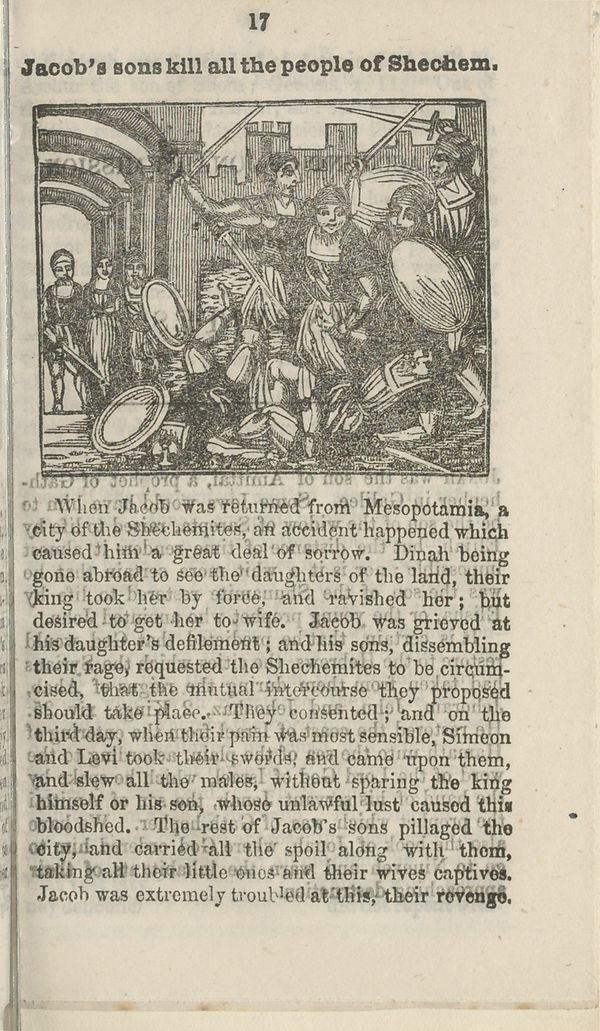 17
Jacob's sons kill all the people of Shechem.
When Jacob was returned from Mesopotamia, a
city of the Shechemites, an accident happened which
caused him a great deal of sorrow. Dinah being
gone abroad to see the daughters of the land, their
king took her by force, and ravished her; but
desired to get her to wife. Jacob was grieved at
his daughter's defilement; and his sons, dissembling
their rage, requested the Shechemites to be circum-
cised, that the mutual intercourse they proposed
should take place. They consented; and on the
third day, when their pain was most sensible, Simeon
and Levi took their swords, and came upon them,
and slew all the males, without sparing the king
himself or his son, whose unlawful lust caused this
bloodshed. The rest of Jacob's sons pillaged the
city, and carried all the spoil along with them,
taking all their little ones and their wives captives.
Jacob was extremely troubled at this, their revenge.